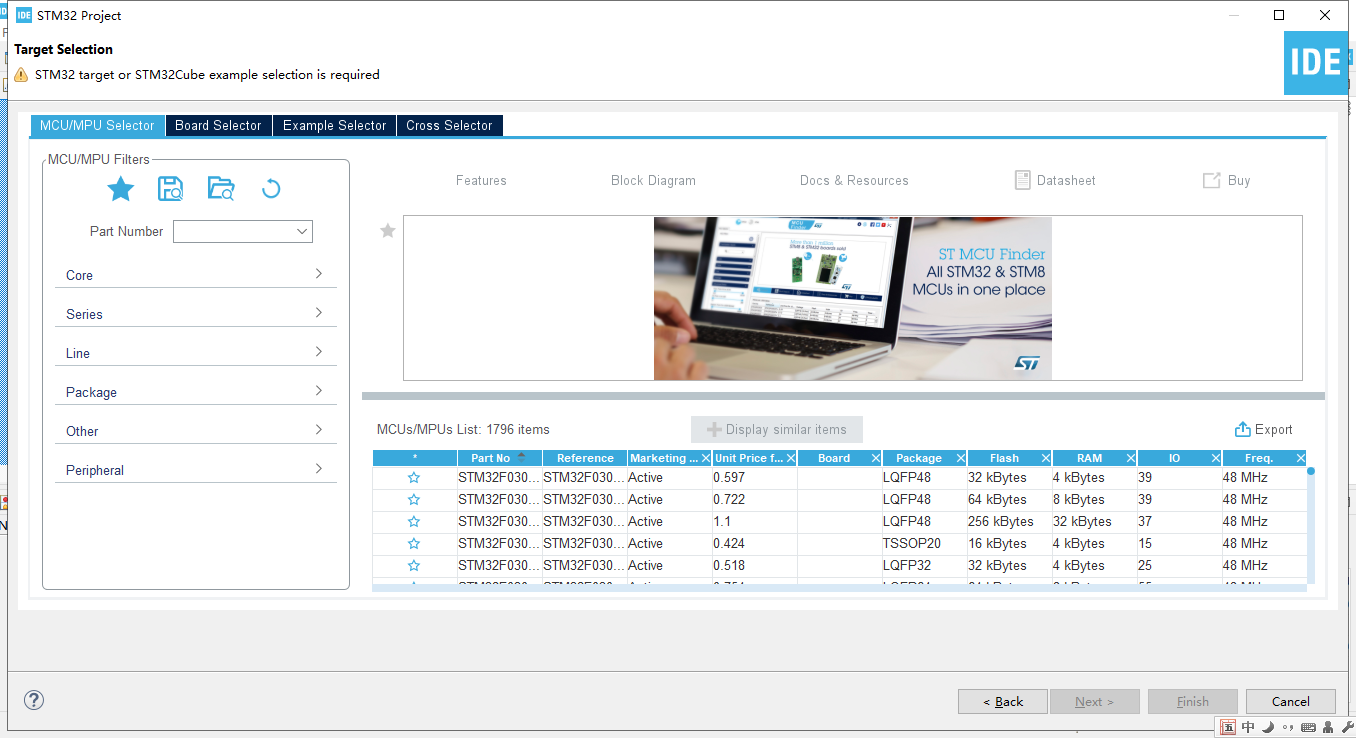 IDE STM32 Project
Target Selection
STM32 target or STM32Cube example selection is required
IDE
MCU/MPU Selector Board Selector Example Selector Cross Selector
MCU/MPU Filters
Part Number
Core
Series
Line
Package
Other
Peripheral
Features Block Diagram Docs & Resources Datasheet Buy
ST MCU Finder
All STM32 & STM8
MCUs in one place
ST
MCUs/MPUs List: 1796 items Display similar items Export
* Part No Reference Marketing ... Unit Price f... Board Package Flash RAM IO Freq.
STM32F030... STM32F030... Active 0.597 LQFP48 32 kBytes 4 kBytes 39 48 MHz
STM32F030... STM32F030... Active 0.722 LQFP48 64 kBytes 8 kBytes 39 48 MHz
STM32F030... STM32F030... Active 1.1 LQFP48 256 kBytes 32 kBytes 37 48 MHz
STM32F030... STM32F030... Active 0.424 TSSOP20 16 kBytes 4 kBytes 15 48 MHz
STM32F030... STM32F030... Active 0.518 LQFP32 32 kBytes 4 kBytes 25 48 MHz
? < Back Next > Finish Cancel
五 中